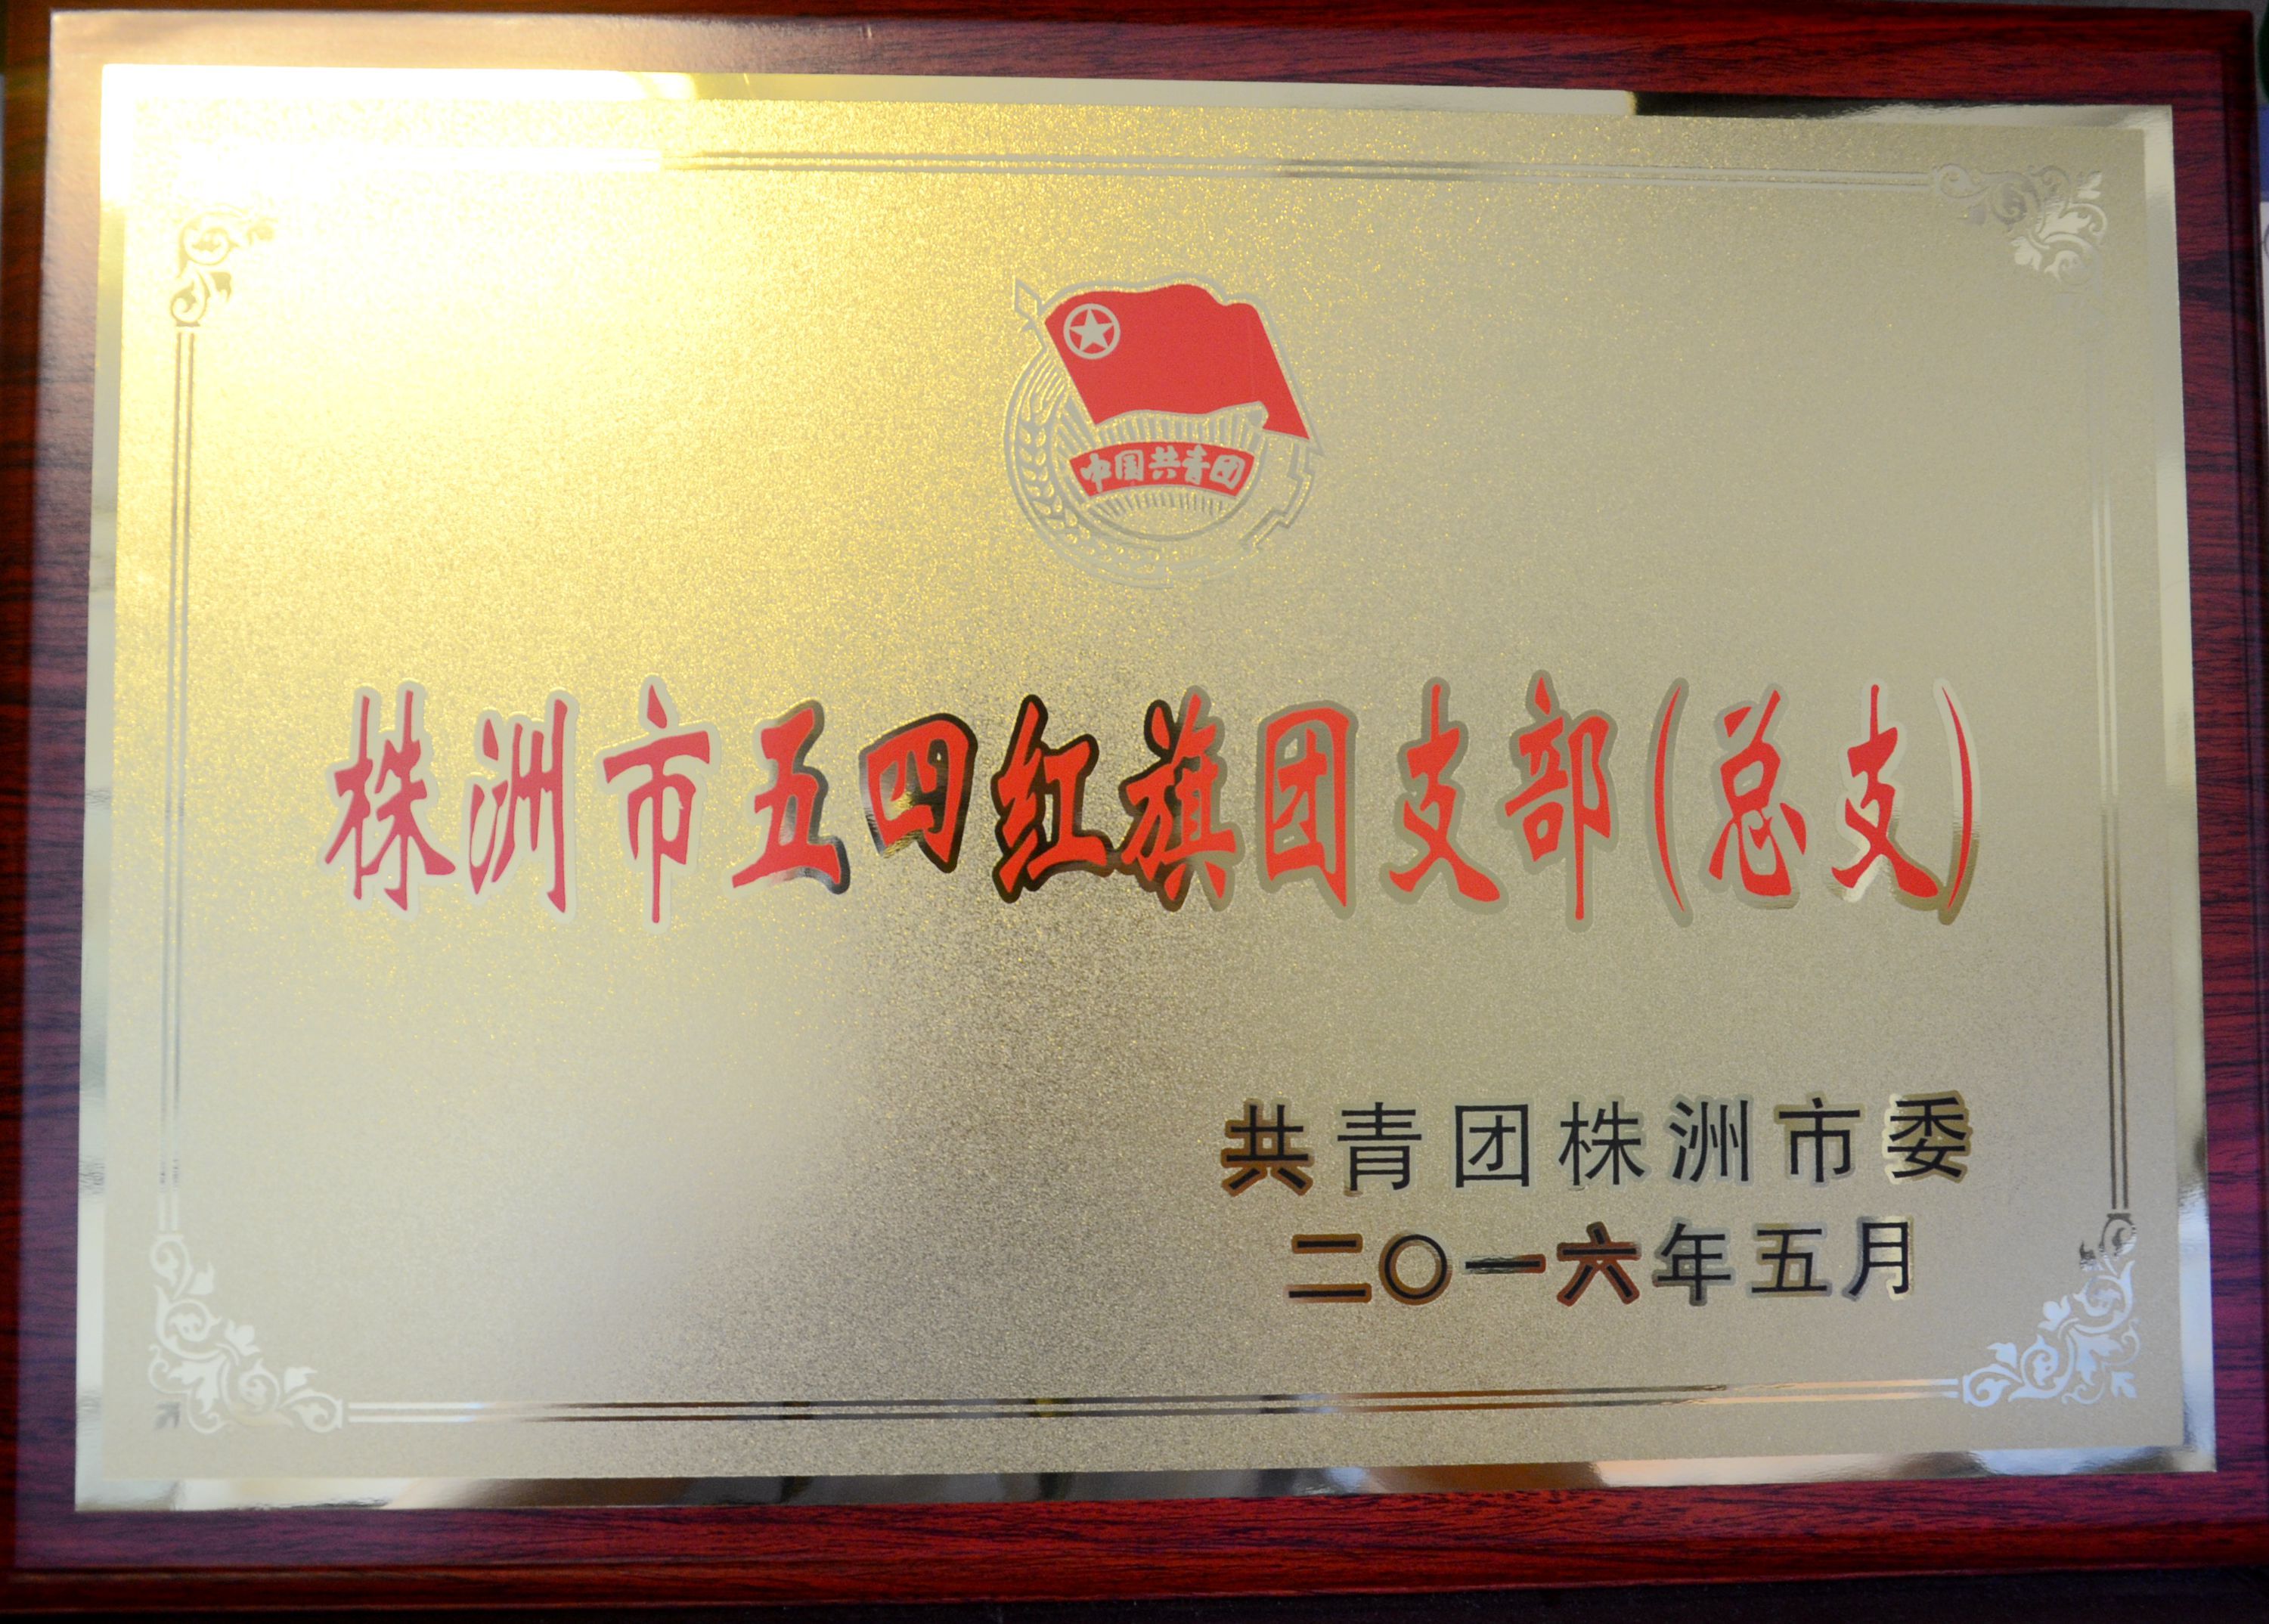 中国共青团
株洲市五四红旗团支部(总支)
共青团株洲市委
二〇一六年五月